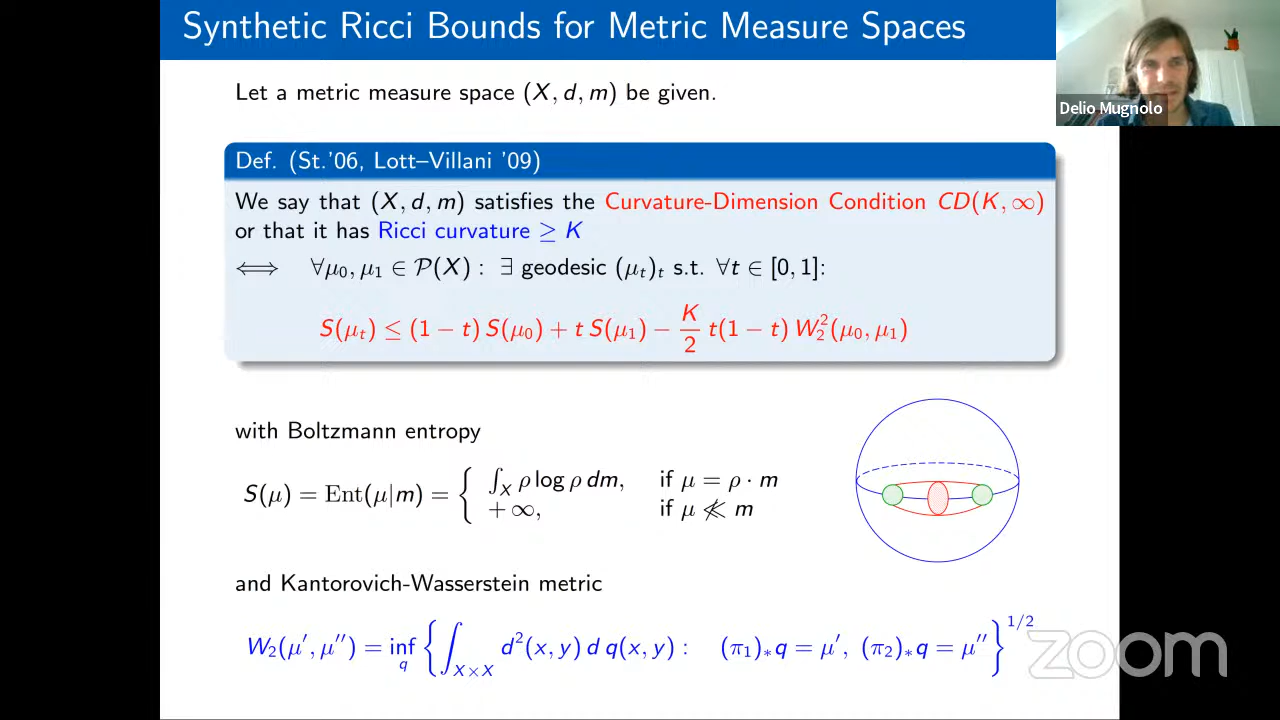 Synthetic Ricci Bounds for Metric Measure Spaces
Delio Mugnolo
Let a metric measure space (X, d, m) be given.
Def. (St.'06, Lott–Villani '09)
We say that (X, d, m) satisfies the Curvature-Dimension Condition CD(K, ∞)
or that it has Ricci curvature ≥ K
⟺ ∀μ₀, μ₁ ∈ 𝒫(X) : ∃ geodesic (μₜ)ₜ s.t. ∀t ∈ [0, 1]:
S(μₜ) ≤ (1 − t) S(μ₀) + t S(μ₁) − K/2 t(1 − t) W₂²(μ₀, μ₁)
with Boltzmann entropy
S(μ) = Ent(μ|m) = { ∫_X ρ log ρ dm, if μ = ρ · m
+ ∞, if μ ≪̸ m
and Kantorovich-Wasserstein metric
W₂(μ′, μ″) = inf_q { ∫_{X×X} d²(x, y) d q(x, y) : (π₁)∗q = μ′, (π₂)∗q = μ″ }^{1/2}
zoom